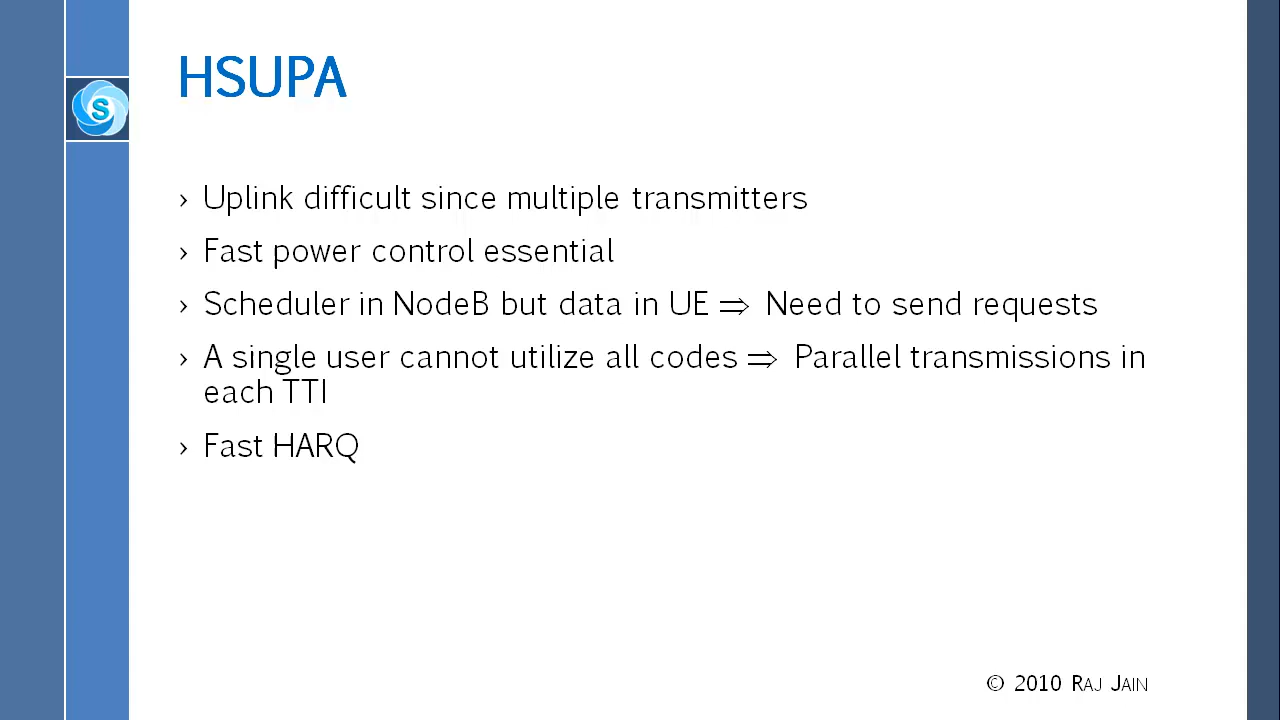 HSUPA
S
› Uplink difficult since multiple transmitters
› Fast power control essential
› Scheduler in NodeB but data in UE ⇒ Need to send requests
› A single user cannot utilize all codes ⇒ Parallel transmissions in
each TTI
› Fast HARQ
© 2010 RAJ JAIN